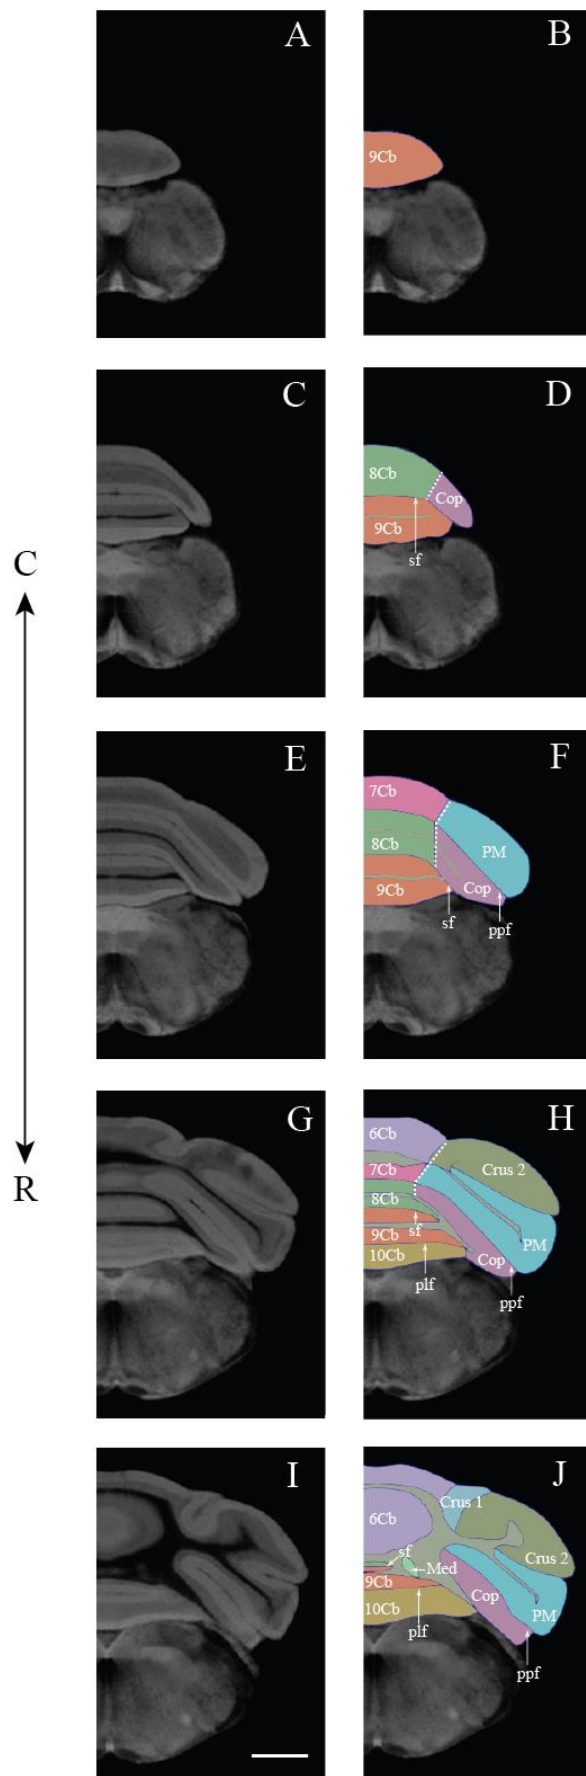 A
B
9Cb
C
D
8Cb
Cop
9Cb
sf
C
E
F
7Cb
PM
8Cb
9Cb
Cop
sf
ppf
R
G
H
6Cb
Crus 2
7Cb
8Cb
sf
9Cb
PM
10Cb
Cop
plf
ppf
I
J
Crus 1
6Cb
sf
Med
Crus 2
9Cb
Cop
10Cb
PM
plf
ppf